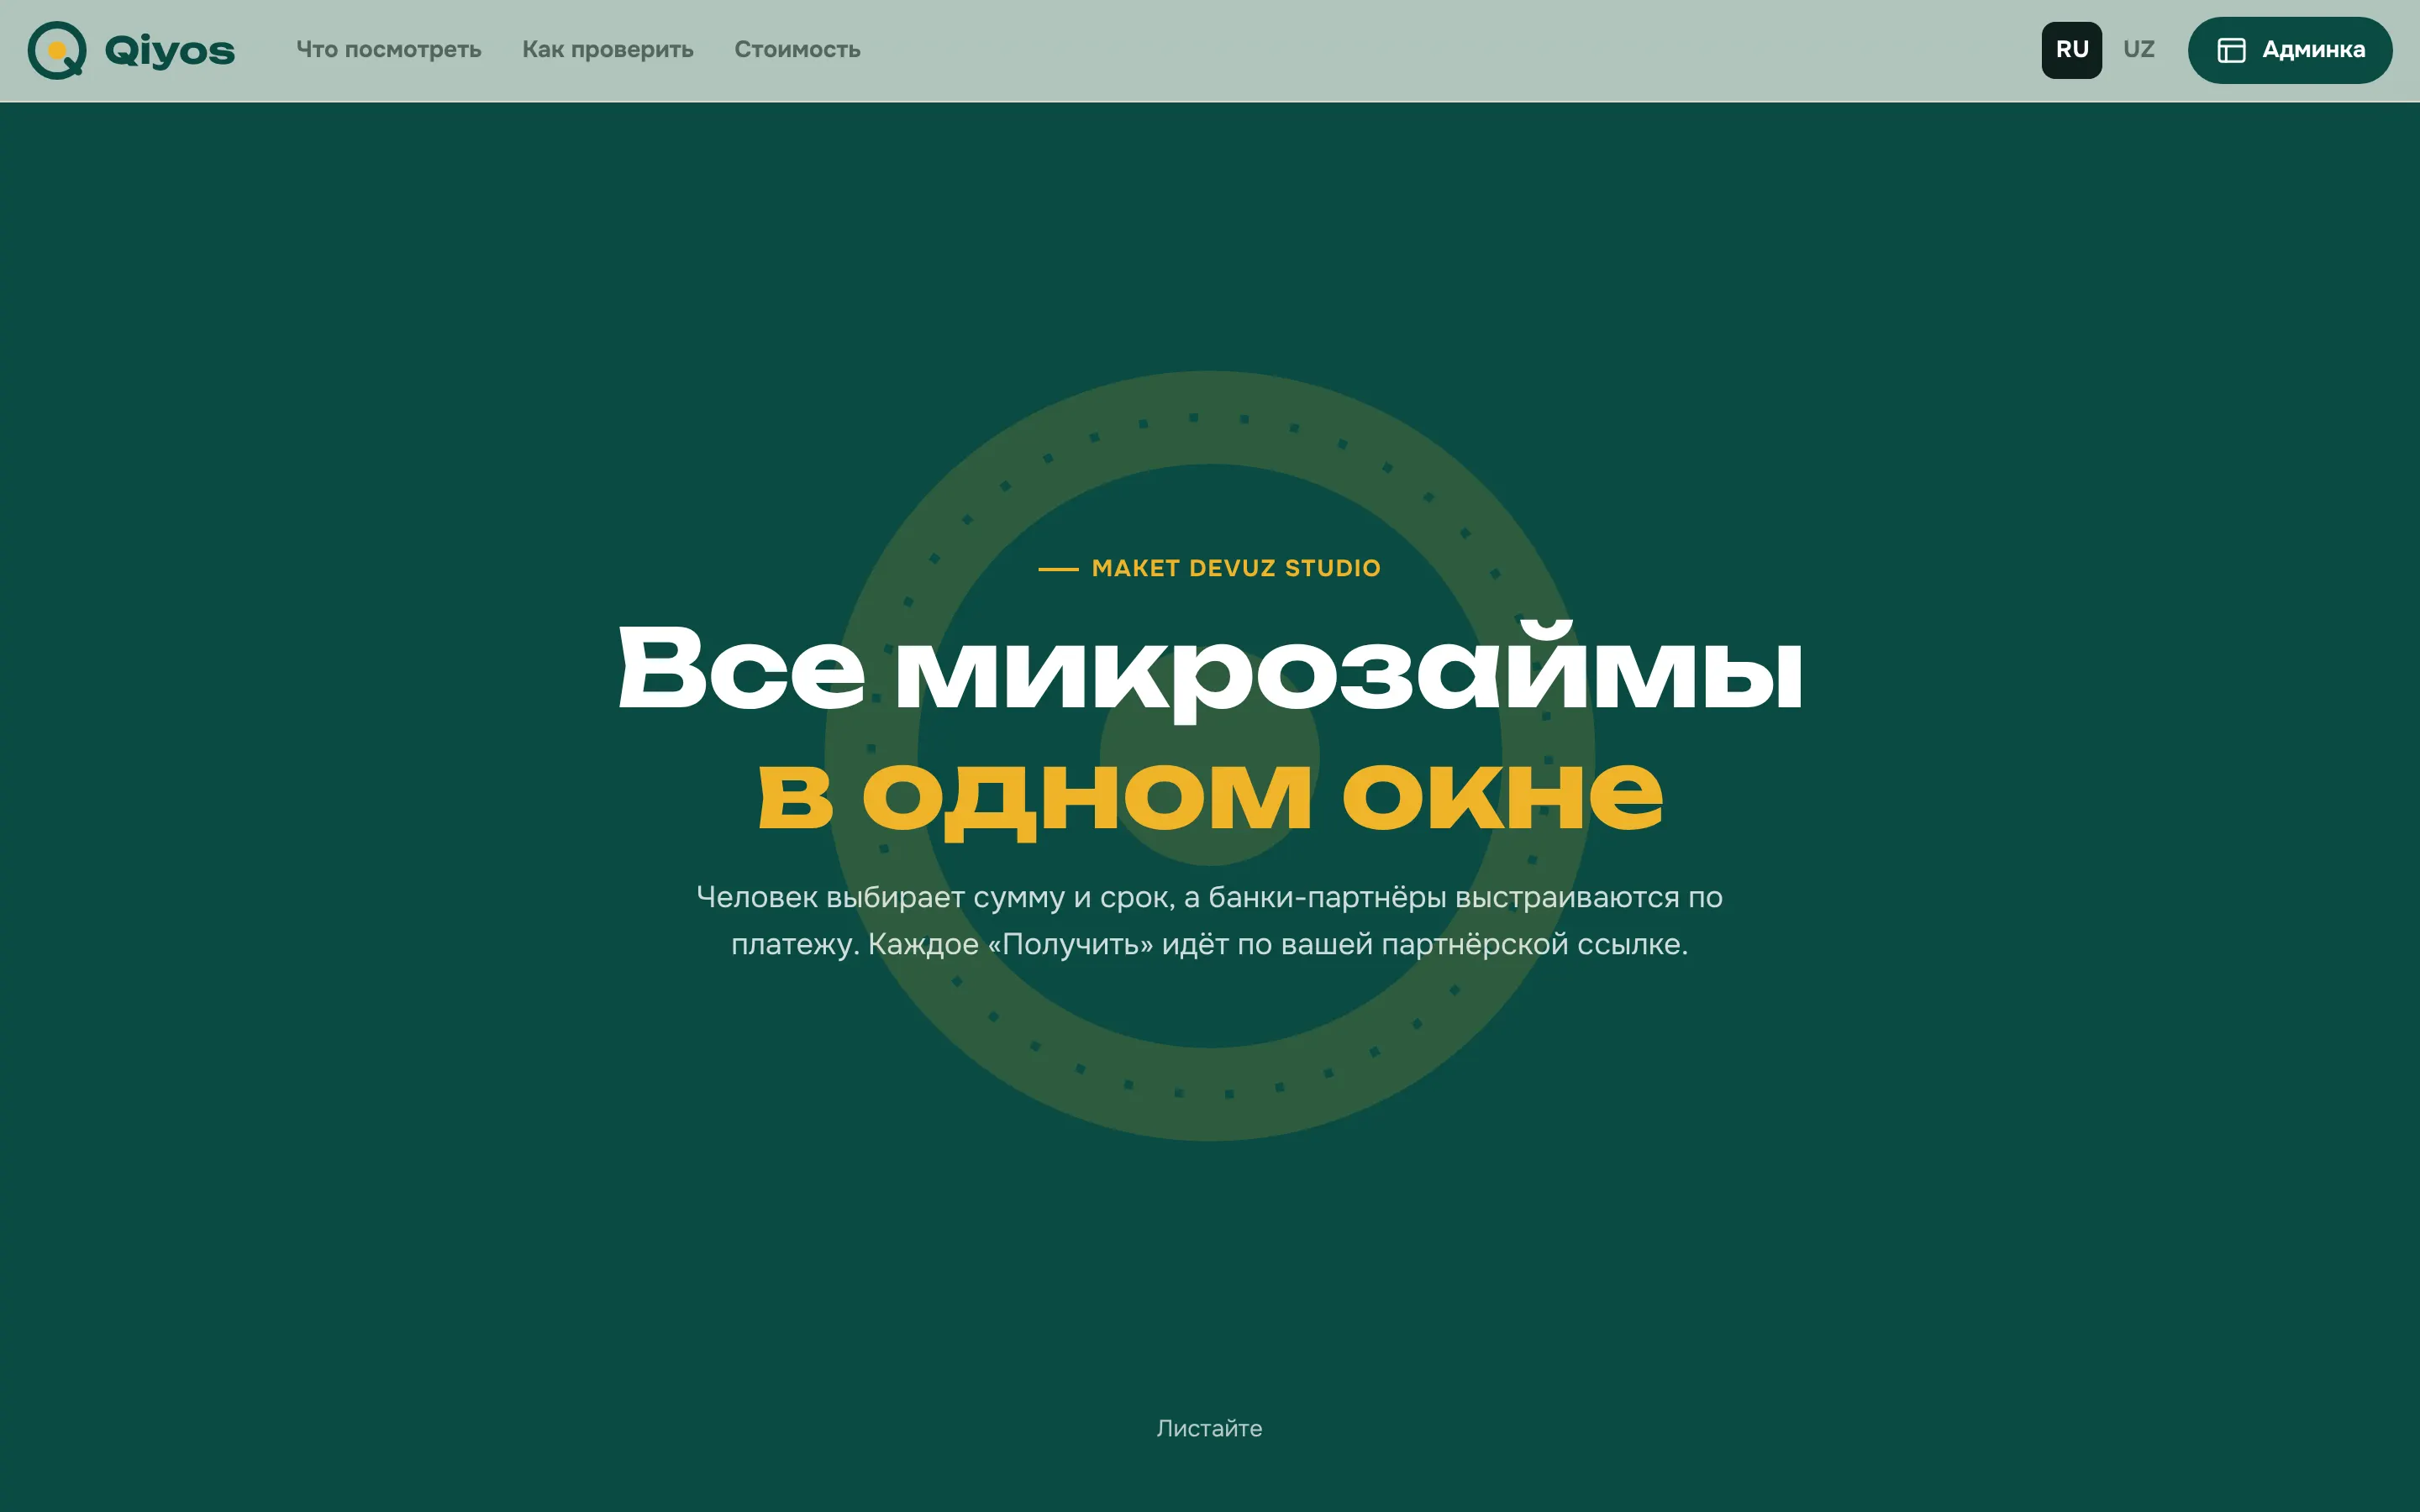 Qiyos
Что посмотреть
Как проверить
Стоимость
RU
UZ
Админка
MAKET DEVUZ STUDIO
Все микрозаймы
в одном окне
Человек выбирает сумму и срок, а банки-партнёры выстраиваются по
платежу. Каждое «Получить» идёт по вашей партнёрской ссылке.
Листайте